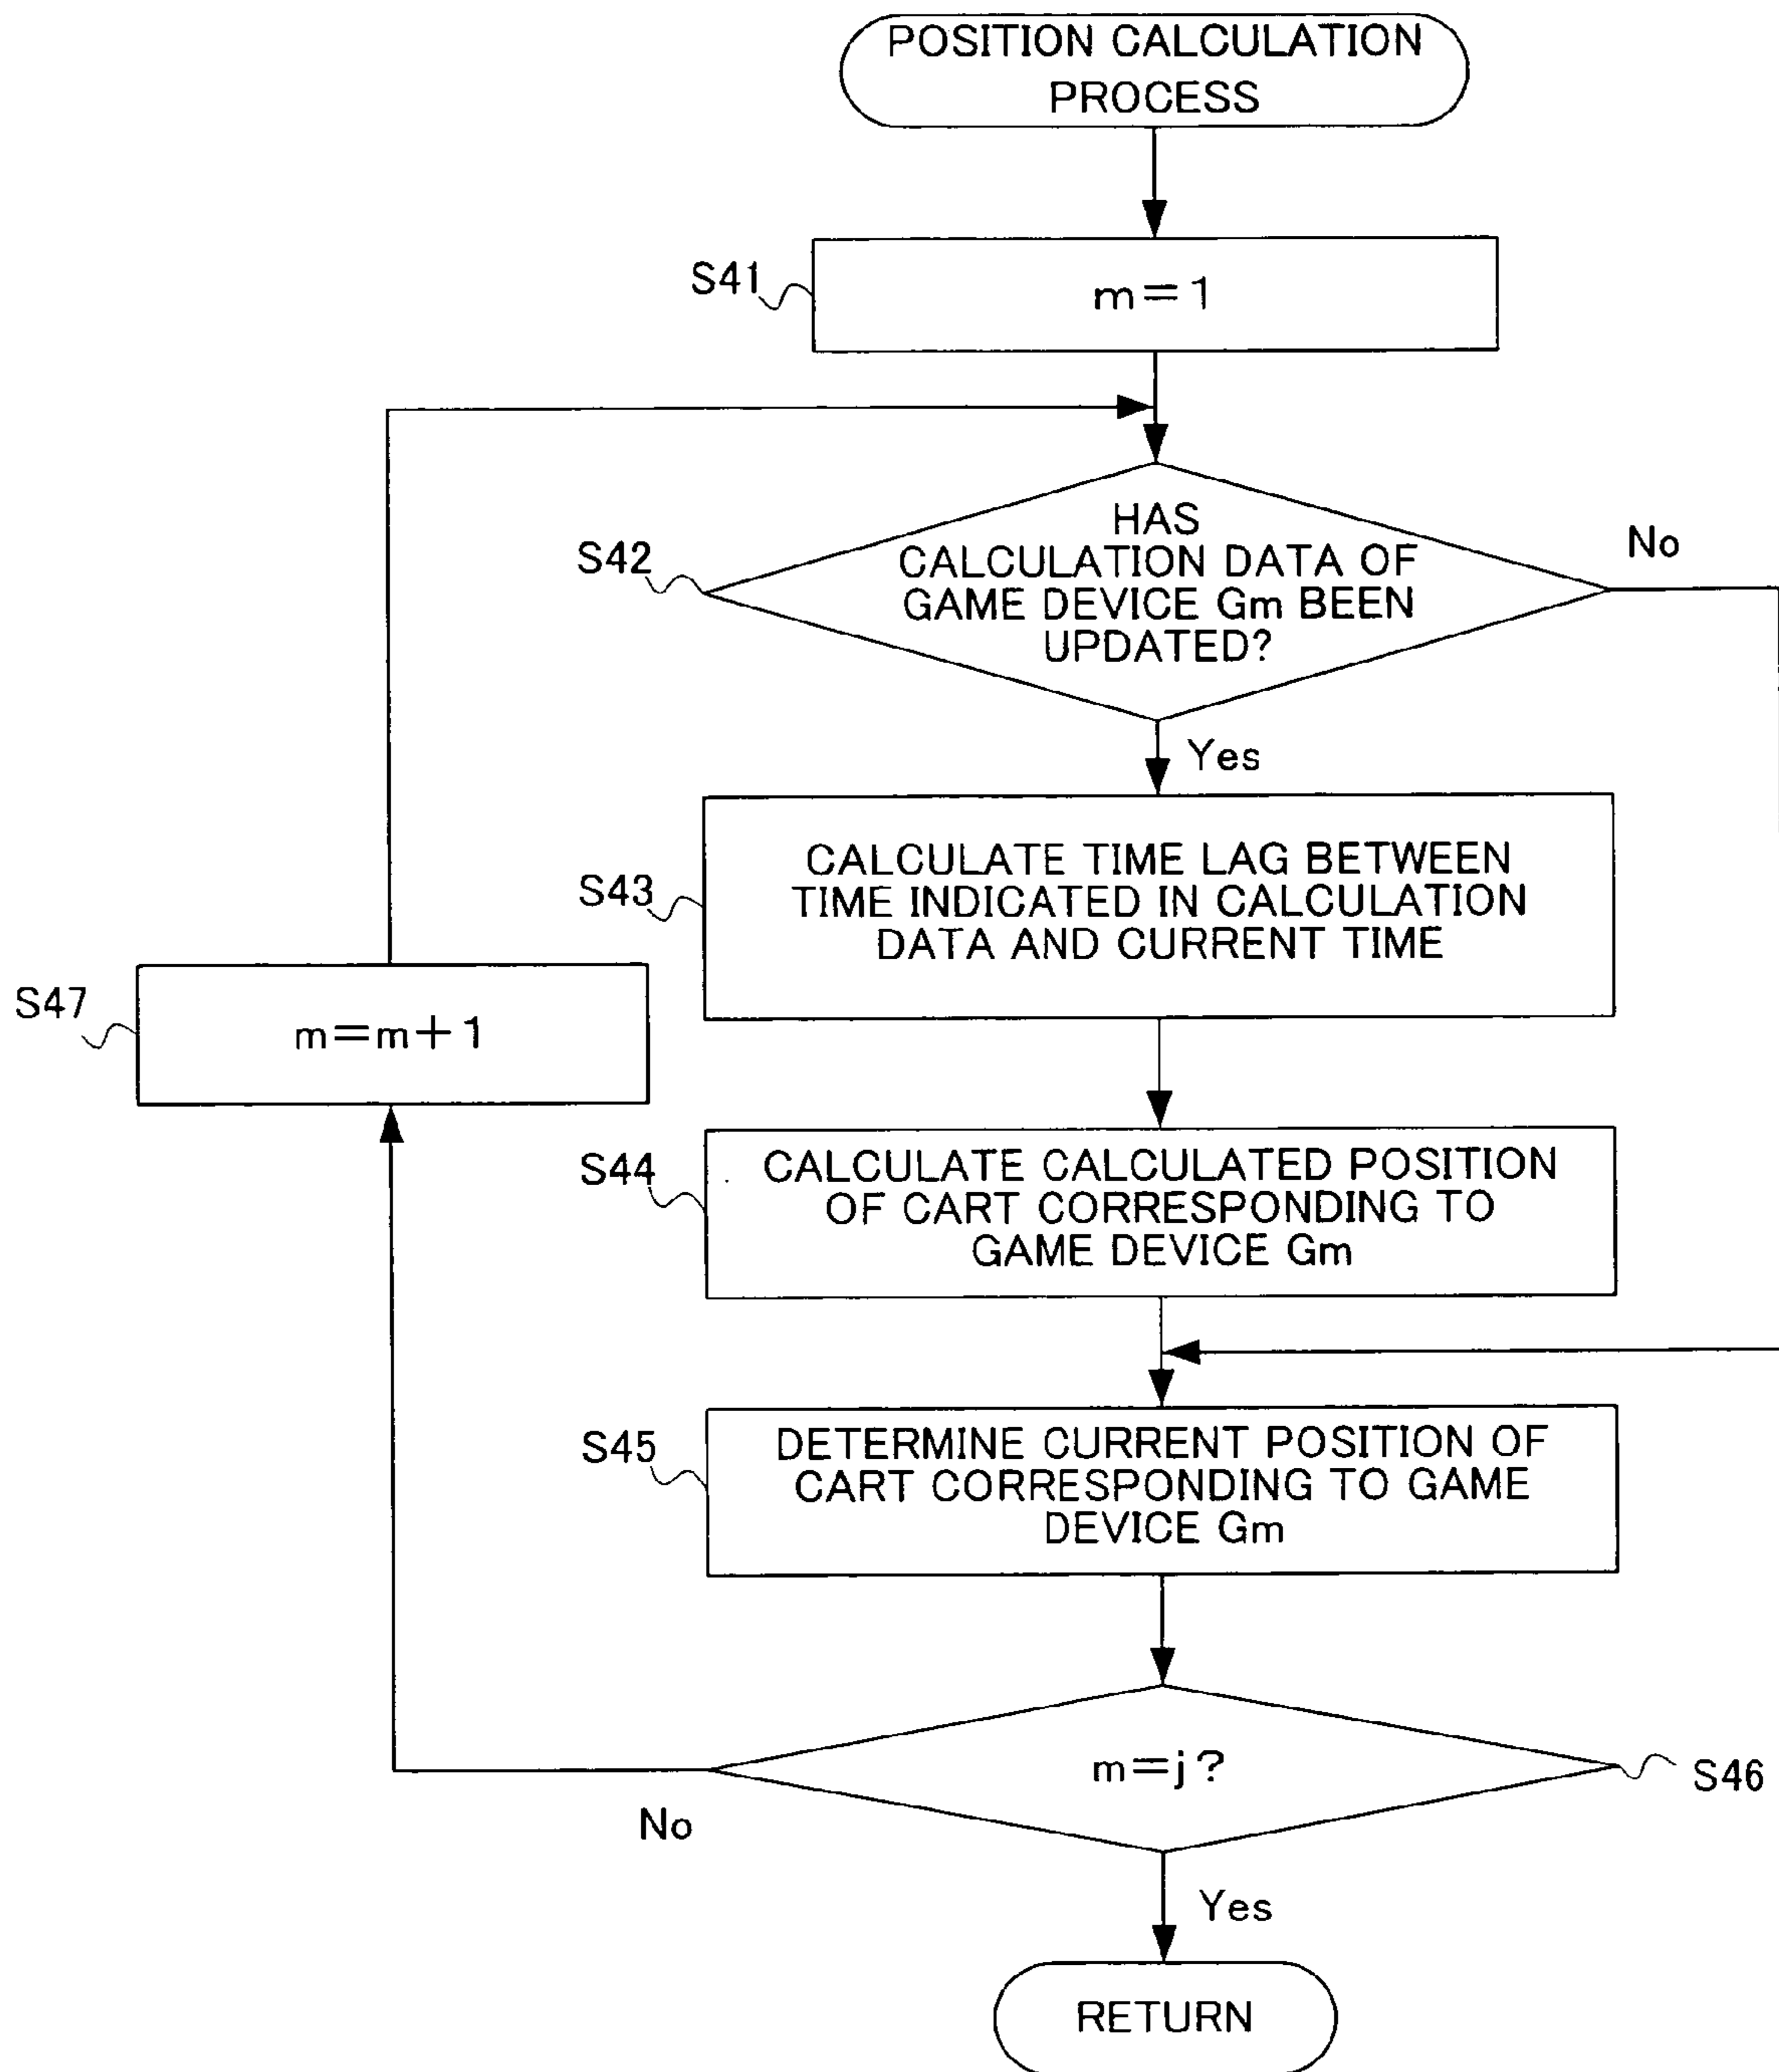 POSITION CALCULATION
PROCESS
S41
m=1
S42
HAS
CALCULATION DATA OF
GAME DEVICE Gm BEEN
UPDATED?
No
Yes
S43
CALCULATE TIME LAG BETWEEN
TIME INDICATED IN CALCULATION
DATA AND CURRENT TIME
S47
m=m+1
S44
CALCULATE CALCULATED POSITION
OF CART CORRESPONDING TO
GAME DEVICE Gm
S45
DETERMINE CURRENT POSITION OF
CART CORRESPONDING TO GAME
DEVICE Gm
m=j?
S46
No
Yes
RETURN